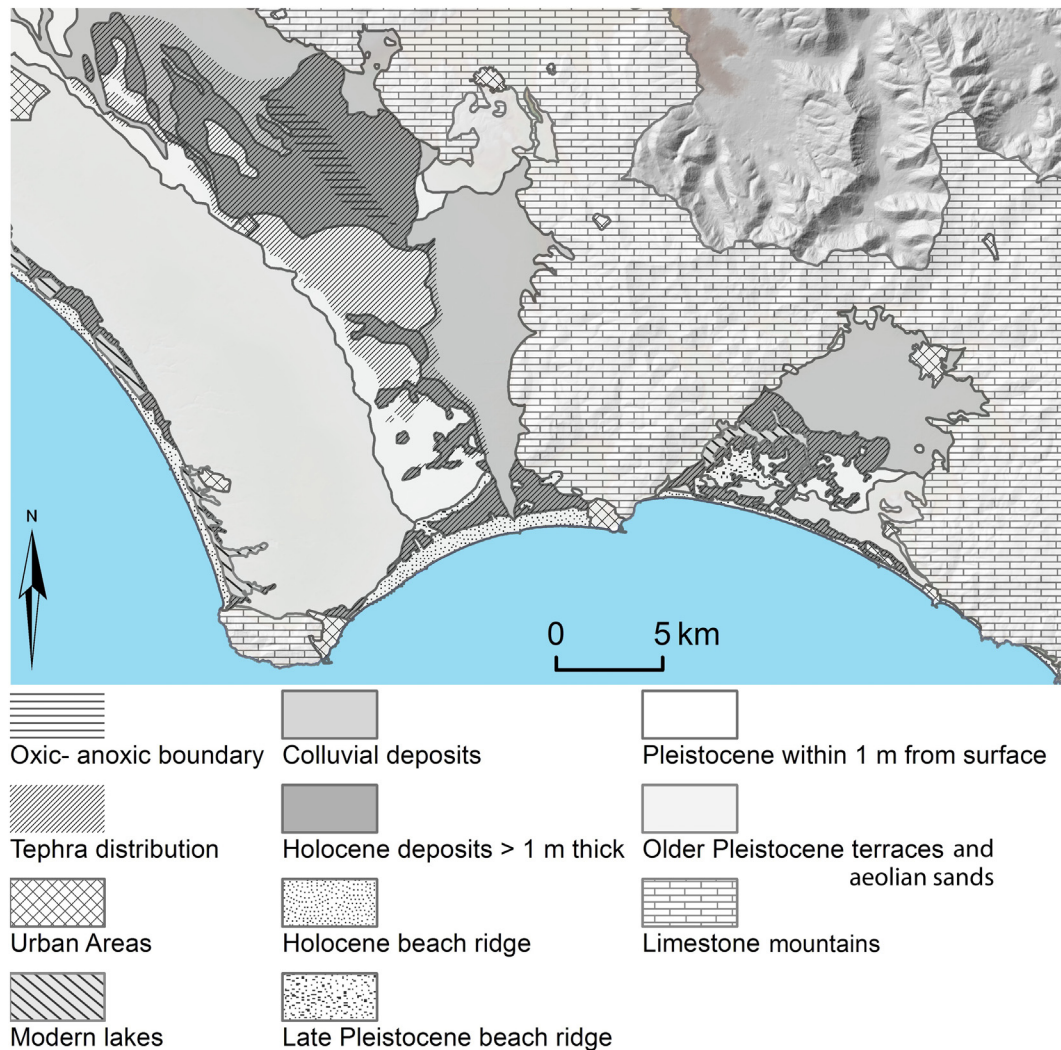 N
0 5 km
Oxic- anoxic boundary
Colluvial deposits
Pleistocene within 1 m from surface
Tephra distribution
Holocene deposits > 1 m thick
Older Pleistocene terraces and
aeolian sands
Urban Areas
Holocene beach ridge
Limestone mountains
Modern lakes
Late Pleistocene beach ridge